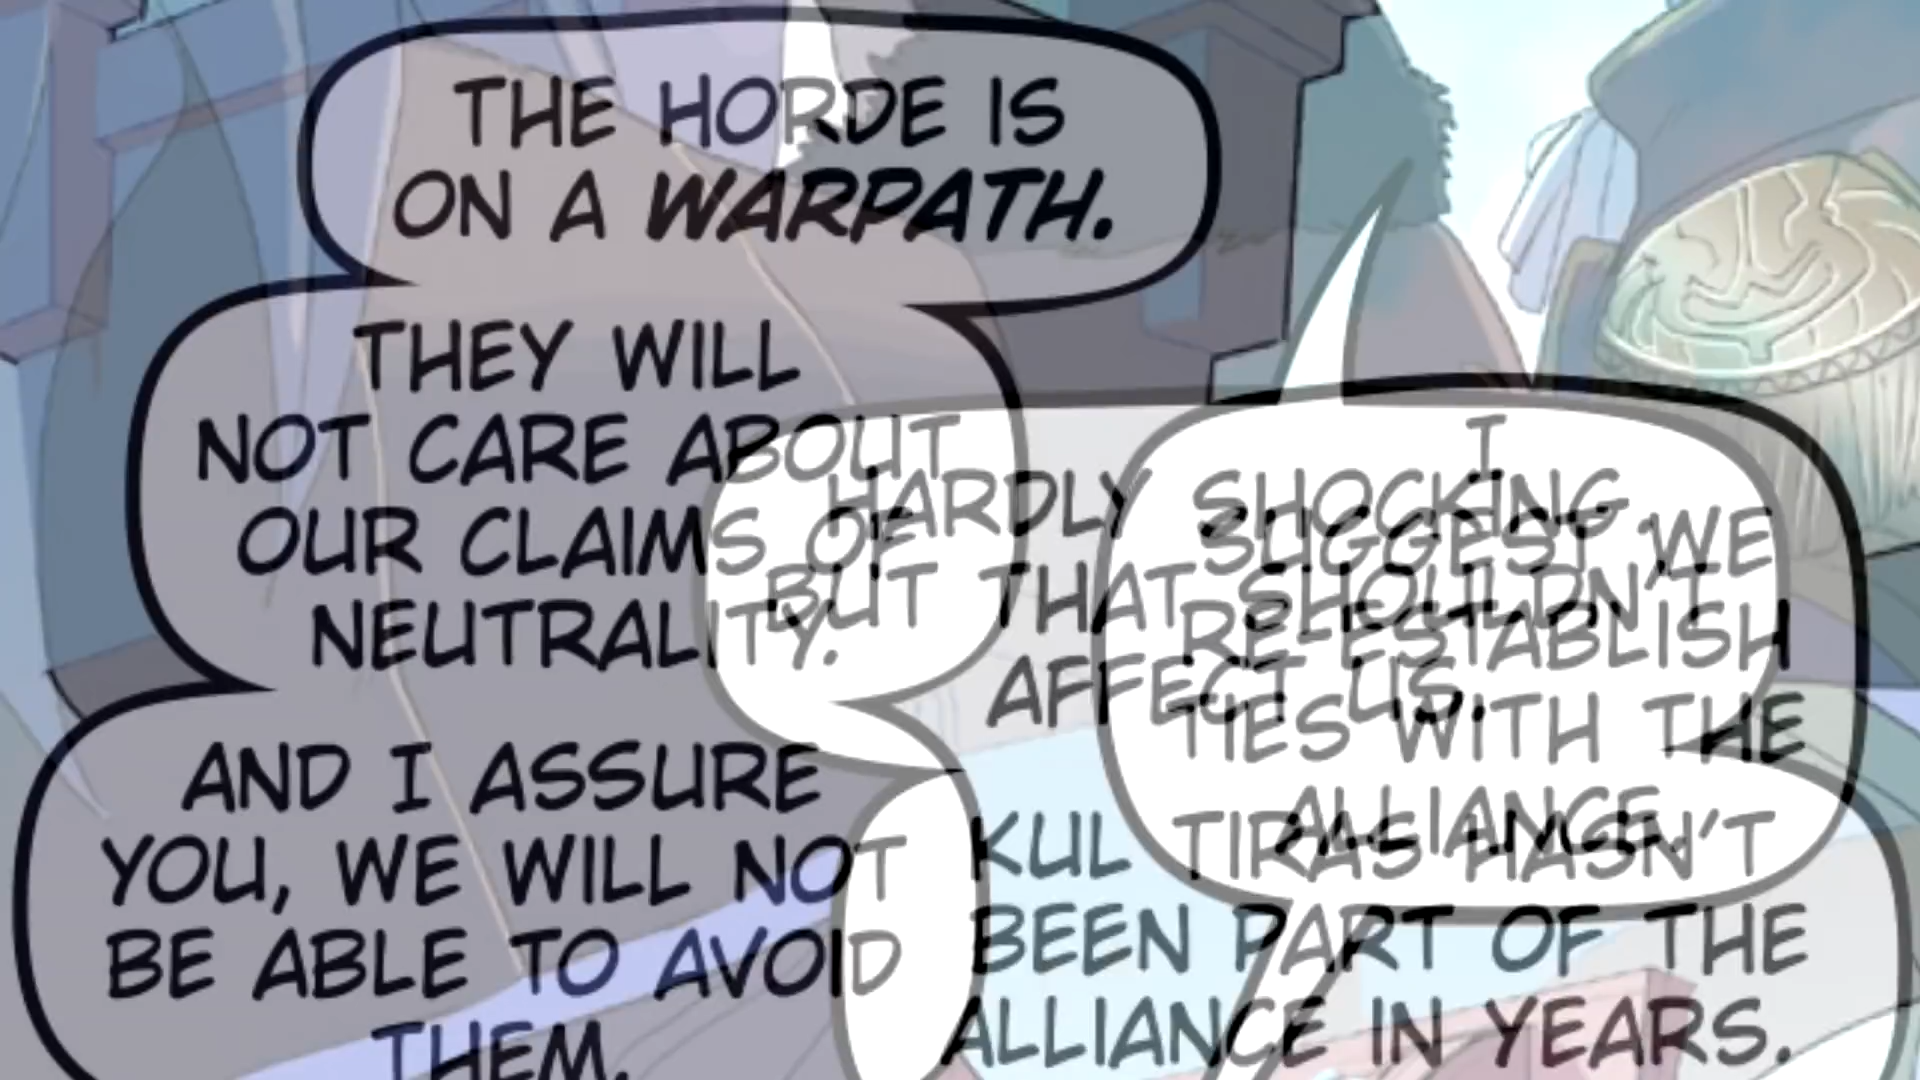 THE HORDE IS
ON A WARPATH.
THEY WILL
NOT CARE ABOUT
OUR CLAIMS OF
NEUTRALITY.
AND I ASSURE
YOU, WE WILL NOT
BE ABLE TO AVOID
THEM.
HARDLY SHOCKING,
BUT THAT SHOULDN'T
AFFECT US.
KUL TIRAS HASN'T
BEEN PART OF THE
ALLIANCE IN YEARS.
I
SUGGEST WE
RE-ESTABLISH
TIES WITH THE
ALLIANCE.